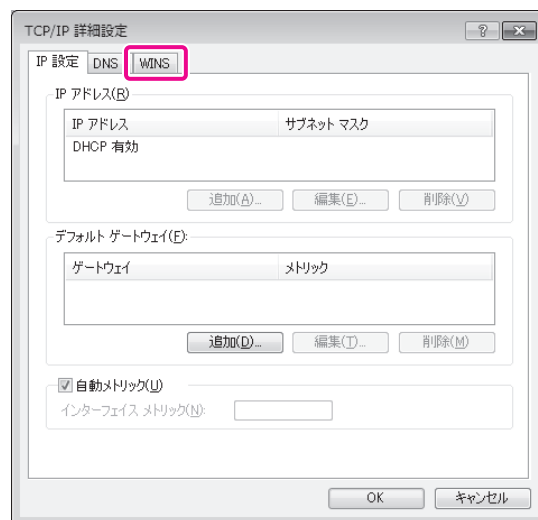 TCP/IP 詳細設定
IP 設定 DNS WINS
IP アドレス(R)
IP アドレス サブネット マスク
DHCP 有効
追加(A)... 編集(E)... 削除(V)
デフォルト ゲートウェイ(F):
ゲートウェイ メトリック
追加(D)... 編集(T)... 削除(M)
自動メトリック(U)
インターフェイス メトリック(N):
OK キャンセル